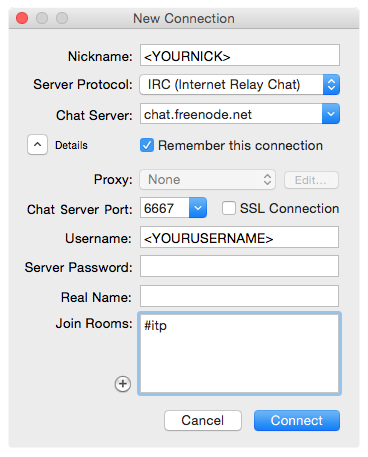 New Connection
Nickname: <YOURNICK>
Server Protocol: IRC (Internet Relay Chat)
Chat Server: chat.freenode.net
Details Remember this connection
Proxy: None Edit...
Chat Server Port: 6667 SSL Connection
Username: <YOURUSERNAME>
Server Password:
Real Name:
Join Rooms: #itp
Cancel Connect